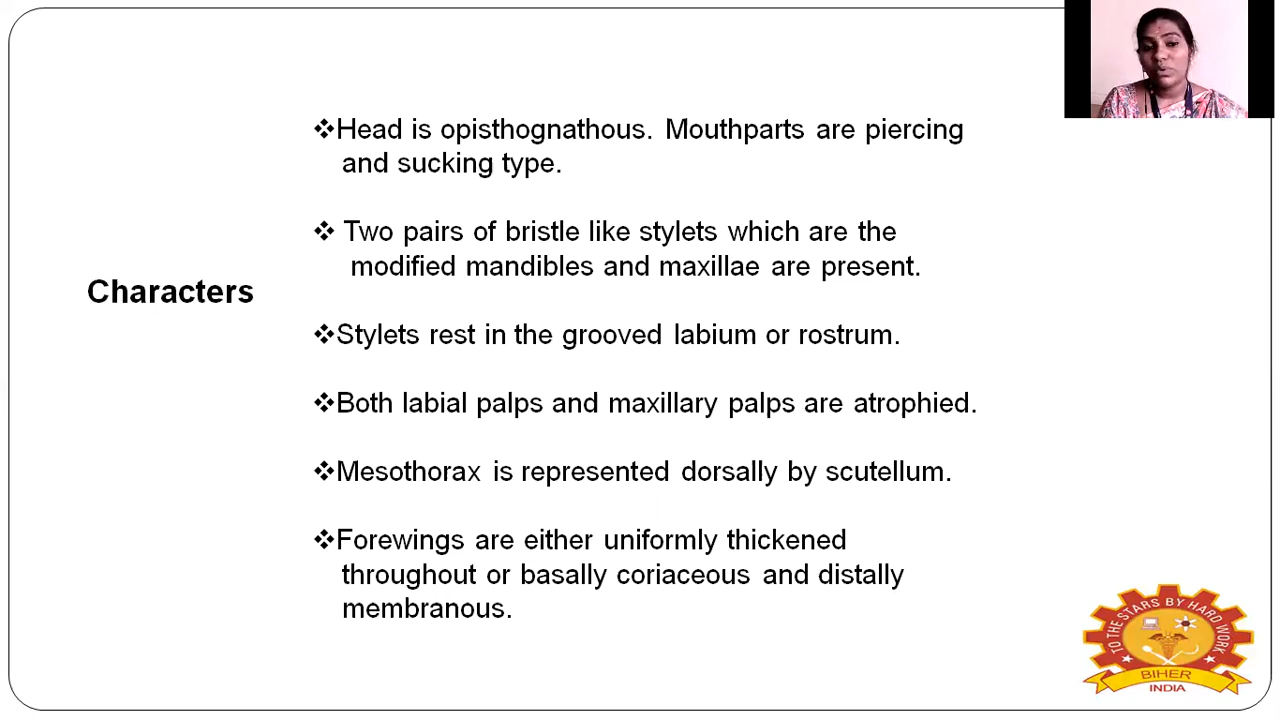 Characters
❖Head is opisthognathous. Mouthparts are piercing
and sucking type.
❖ Two pairs of bristle like stylets which are the
modified mandibles and maxillae are present.
❖Stylets rest in the grooved labium or rostrum.
❖Both labial palps and maxillary palps are atrophied.
❖Mesothorax is represented dorsally by scutellum.
❖Forewings are either uniformly thickened
throughout or basally coriaceous and distally
membranous.
TO THE STARS BY HARD WORK
BIHER
INDIA